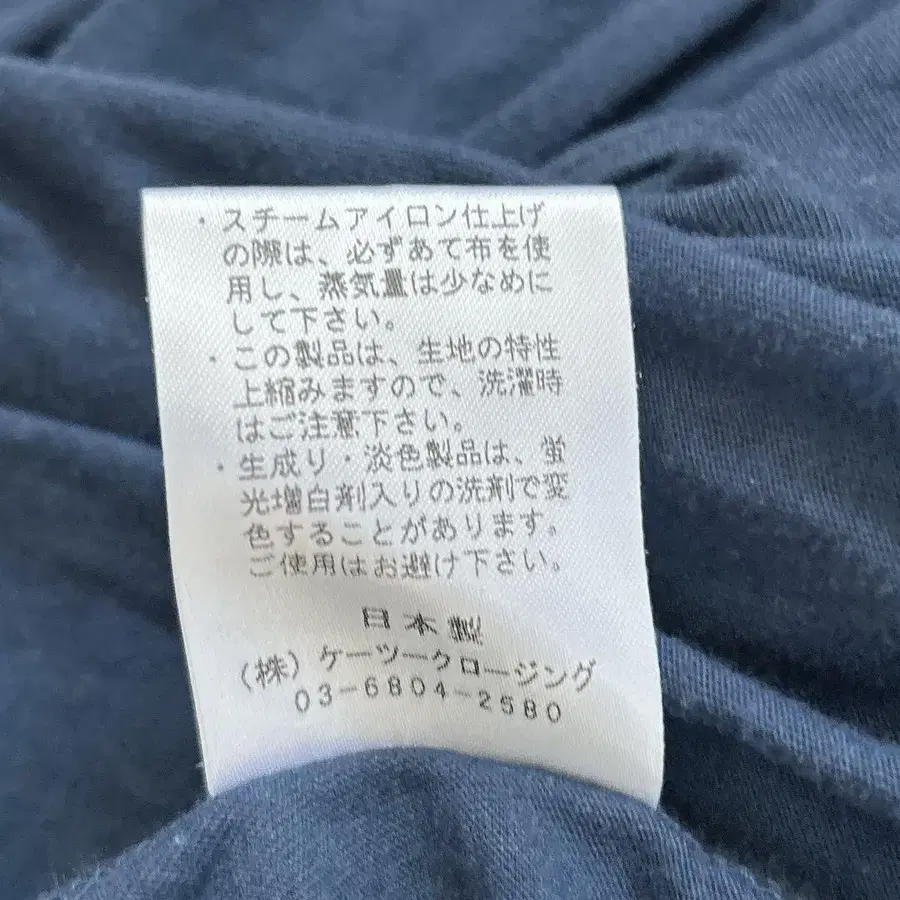 ・スチームアイロン仕上げ
の際は、必ずあて布を使
用し、蒸気量は少なめに
して下さい。
・この製品は、生地の特性
上縮みますので、洗濯時
はご注意下さい。
・生成り・淡色製品は、蛍
光増白剤入りの洗剤で変
色することがあります。
ご使用はお避け下さい。
日本製
(株)ケーツークロージング
03-6804-2580